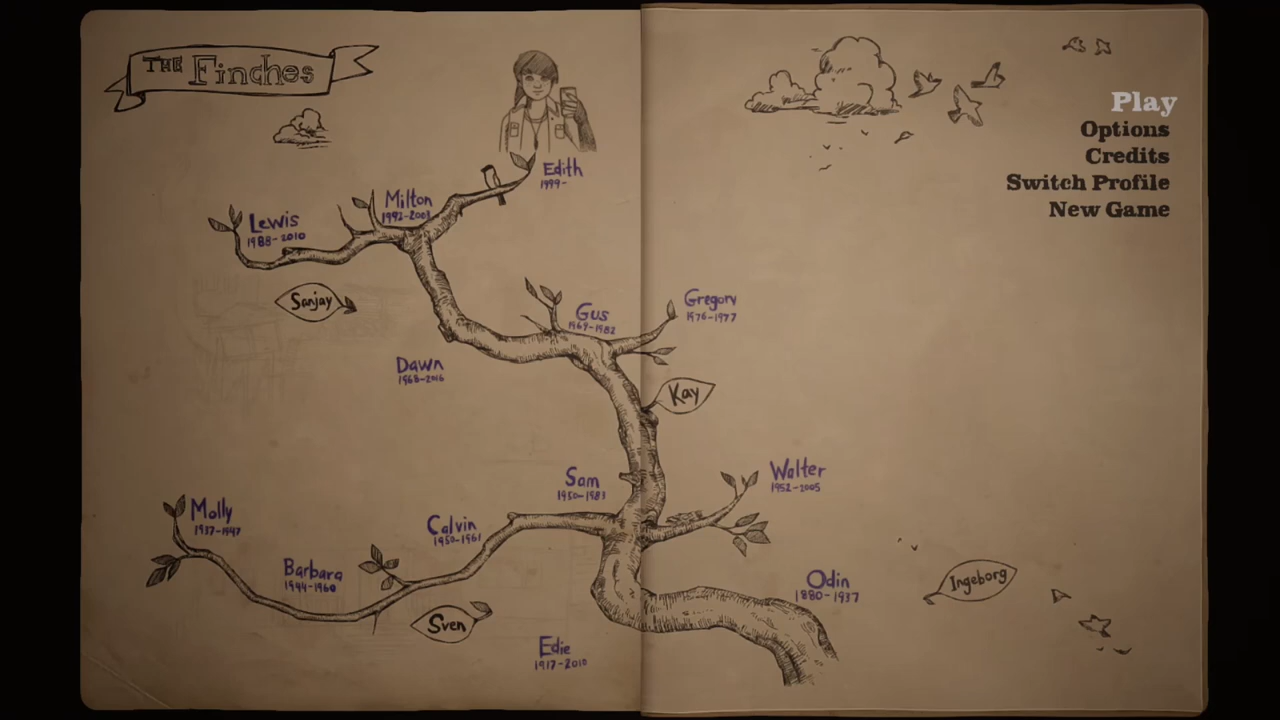 THE Finches
Play
Options
Credits
Switch Profile
New Game
Edith
1999-
Milton
1992-2003
Lewis
1988-2010
Sanjay
Gus
1969-1982
Gregory
1976-1977
Dawn
1968-2016
Kay
Sam
1950-1983
Walter
1952-2005
Molly
1937-1947
Calvin
1950-1961
Barbara
1944-1960
Odin
1880-1937
Ingeborg
Sven
Edie
1917-2010